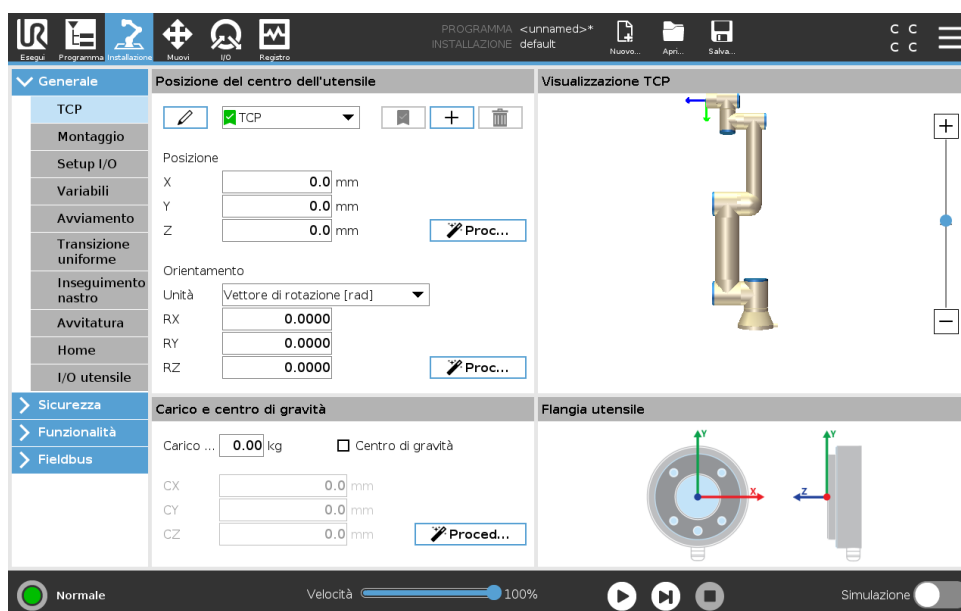 PROGRAMMA <unnamed>*
INSTALLAZIONE default
Esegui Programma Installazione Muovi I/O Registro Nuovo... Apri... Salva...
C C
C C
Generale
TCP
Montaggio
Setup I/O
Variabili
Avviamento
Transizione
uniforme
Inseguimento
nastro
Avvitatura
Home
I/O utensile
Sicurezza
Funzionalità
Fieldbus
Posizione del centro dell'utensile
TCP
Posizione
X 0.0 mm
Y 0.0 mm
Z 0.0 mm Proc...
Orientamento
Unità Vettore di rotazione [rad]
RX 0.0000
RY 0.0000
RZ 0.0000 Proc...
Carico e centro di gravità
Carico ... 0.00 kg Centro di gravità
CX 0.0 mm
CY 0.0 mm
CZ 0.0 mm Proced...
Visualizzazione TCP
Flangia utensile
Y Y
X Z
Normale Velocità 100% Simulazione